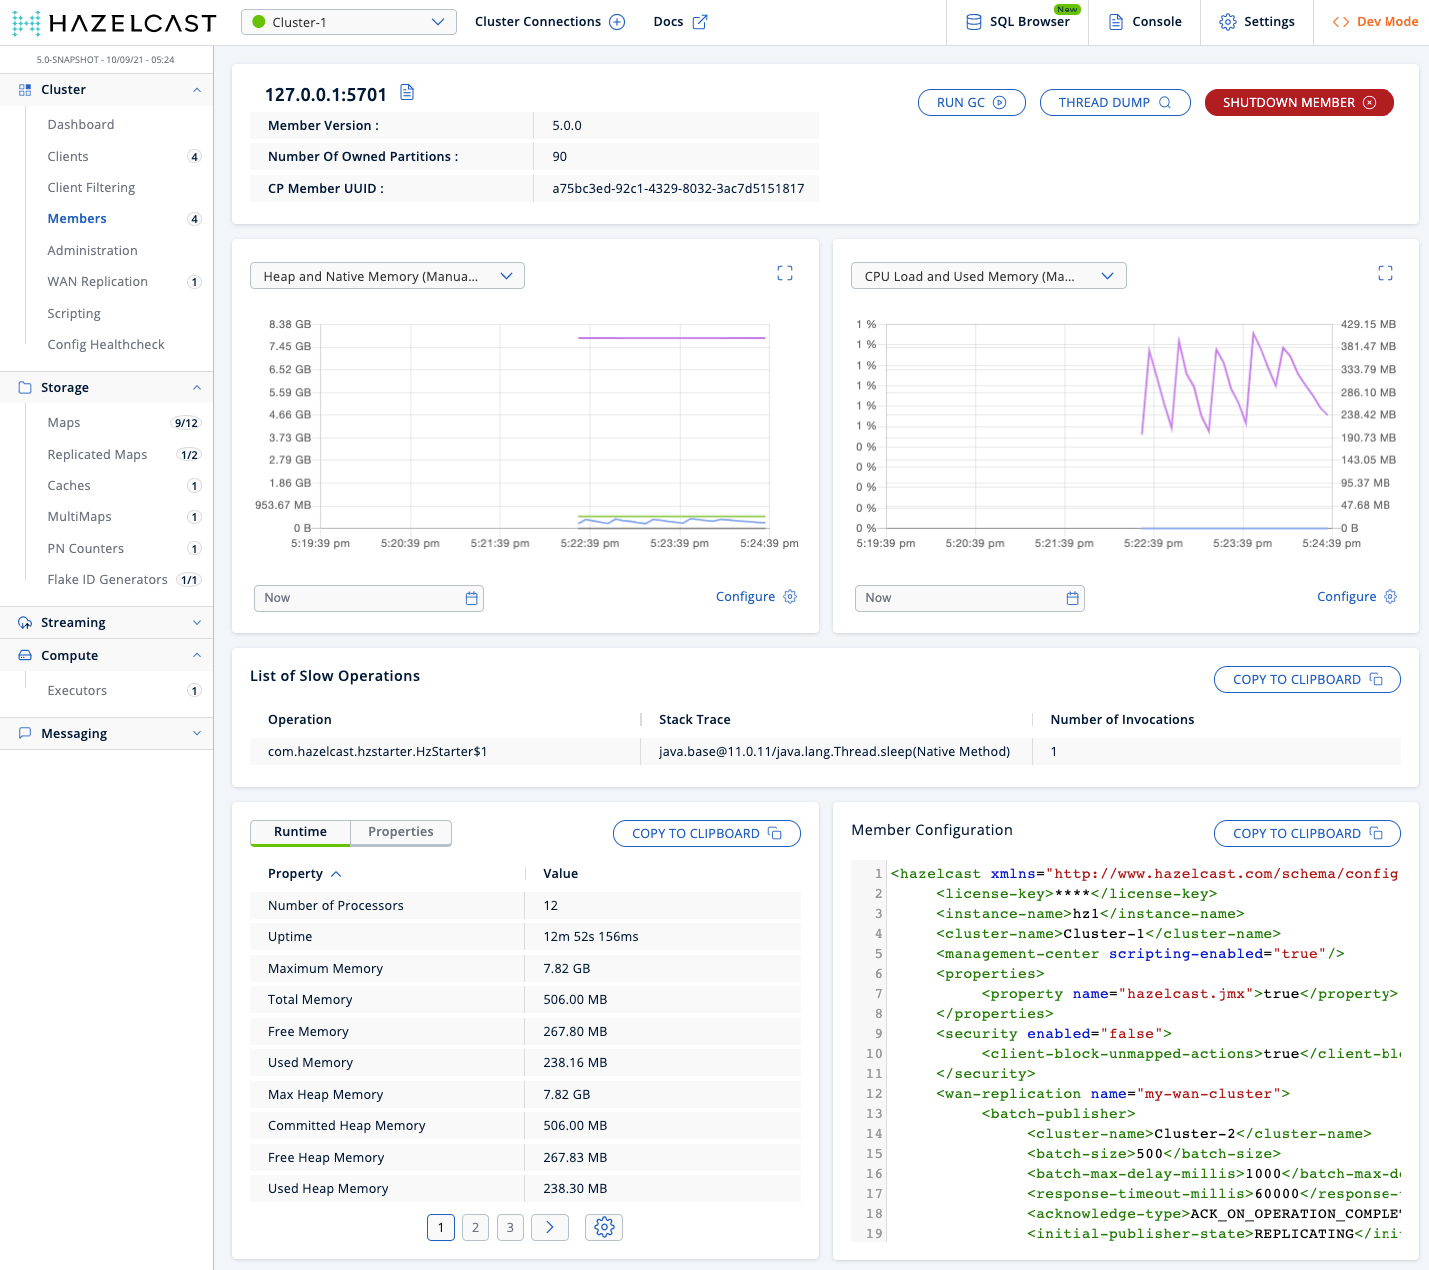 HAZELCAST
Cluster-1
Cluster Connections
Docs
New
SQL Browser
Console
Settings
Dev Mode
5.0-SNAPSHOT - 10/09/21 - 05:24
Cluster
Dashboard
Clients 4
Client Filtering
Members 4
Administration
WAN Replication 1
Scripting
Config Healthcheck
Storage
Maps 9/12
Replicated Maps 1/2
Caches 1
MultiMaps 1
PN Counters 1
Flake ID Generators 1/1
Streaming
Compute
Executors 1
Messaging
127.0.0.1:5701
RUN GC
THREAD DUMP
SHUTDOWN MEMBER
Member Version : 5.0.0
Number Of Owned Partitions : 90
CP Member UUID : a75bc3ed-92c1-4329-8032-3ac7d5151817
Heap and Native Memory (Manua...
8.38 GB
7.45 GB
6.52 GB
5.59 GB
4.66 GB
3.73 GB
2.79 GB
1.86 GB
953.67 MB
0 B
5:19:39 pm 5:20:39 pm 5:21:39 pm 5:22:39 pm 5:23:39 pm 5:24:39 pm
Now
Configure
CPU Load and Used Memory (Ma...
1 % 429.15 MB
1 % 381.47 MB
1 % 333.79 MB
1 % 286.10 MB
1 % 238.42 MB
1 % 190.73 MB
0 % 143.05 MB
0 % 95.37 MB
0 % 47.68 MB
0 % 0 B
0 %
5:19:39 pm 5:20:39 pm 5:21:39 pm 5:22:39 pm 5:23:39 pm 5:24:39 pm
Now
Configure
List of Slow Operations
COPY TO CLIPBOARD
Operation Stack Trace Number of Invocations
com.hazelcast.hzstarter.HzStarter$1 java.base@11.0.11/java.lang.Thread.sleep(Native Method) 1
Runtime Properties
COPY TO CLIPBOARD
Property Value
Number of Processors 12
Uptime 12m 52s 156ms
Maximum Memory 7.82 GB
Total Memory 506.00 MB
Free Memory 267.80 MB
Used Memory 238.16 MB
Max Heap Memory 7.82 GB
Committed Heap Memory 506.00 MB
Free Heap Memory 267.83 MB
Used Heap Memory 238.30 MB
1 2 3
Member Configuration
COPY TO CLIPBOARD
1 <hazelcast xmlns="http://www.hazelcast.com/schema/config
2 <license-key>****</license-key>
3 <instance-name>hz1</instance-name>
4 <cluster-name>Cluster-1</cluster-name>
5 <management-center scripting-enabled="true"/>
6 <properties>
7 <property name="hazelcast.jmx">true</property>
8 </properties>
9 <security enabled="false">
10 <client-block-unmapped-actions>true</client-blo
11 </security>
12 <wan-replication name="my-wan-cluster">
13 <batch-publisher>
14 <cluster-name>Cluster-2</cluster-name>
15 <batch-size>500</batch-size>
16 <batch-max-delay-millis>1000</batch-max-de
17 <response-timeout-millis>60000</response-
18 <acknowledge-type>ACK_ON_OPERATION_COMPLET
19 <initial-publisher-state>REPLICATING</init